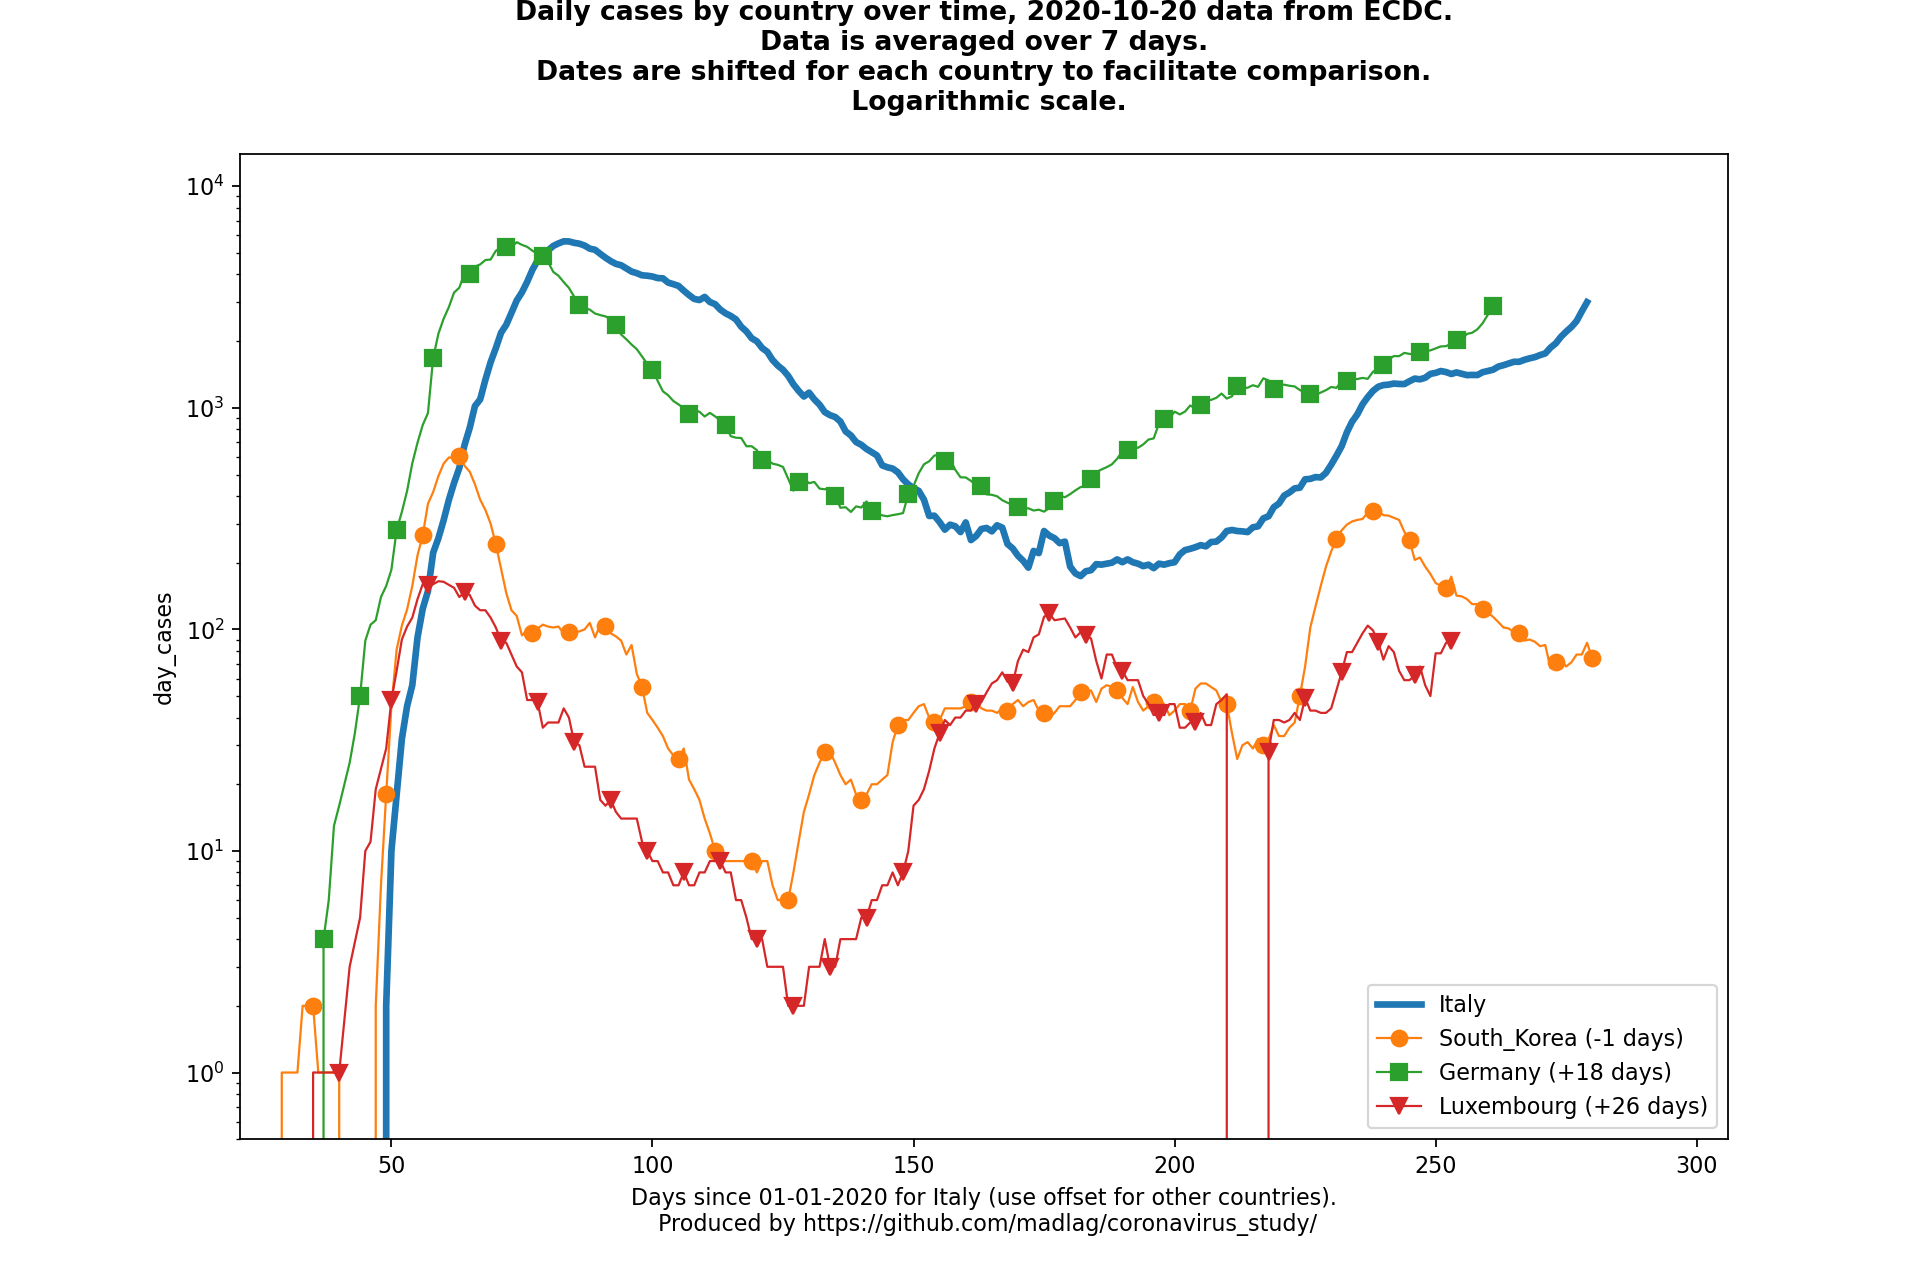 Daily cases by country over time, 2020-10-20 data from ECDC.
Data is averaged over 7 days.
Dates are shifted for each country to facilitate comparison.
Logarithmic scale.
10^4
10^3
10^2
10^1
10^0
day_cases
Italy
South_Korea (-1 days)
Germany (+18 days)
Luxembourg (+26 days)
50 100 150 200 250 300
Days since 01-01-2020 for Italy (use offset for other countries).
Produced by https://github.com/madlag/coronavirus_study/